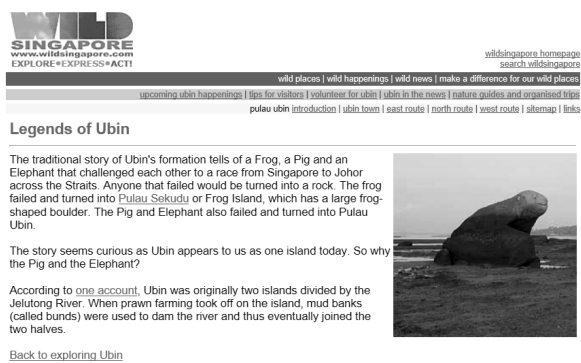 WILD
SINGAPORE
www.wildsingapore.com
EXPLORE•EXPRESS•ACT!
wildsingapore homepage
search wildsingapore
wild places | wild happenings | wild news | make a difference for our wild places
upcoming ubin happenings | tips for visitors | volunteer for ubin | ubin in the news | nature guides and organised trips
pulau ubin introduction | ubin town | east route | north route | west route | sitemap | links
Legends of Ubin
The traditional story of Ubin's formation tells of a Frog, a Pig and an
Elephant that challenged each other to a race from Singapore to Johor
across the Straits. Anyone that failed would be turned into a rock. The frog
failed and turned into Pulau Sekudu or Frog Island, which has a large frog-
shaped boulder. The Pig and Elephant also failed and turned into Pulau
Ubin.
The story seems curious as Ubin appears to us as one island today. So why
the Pig and the Elephant?
According to one account, Ubin was originally two islands divided by the
Jelutong River. When prawn farming took off on the island, mud banks
(called bunds) were used to dam the river and thus eventually joined the
two halves.
Back to exploring Ubin